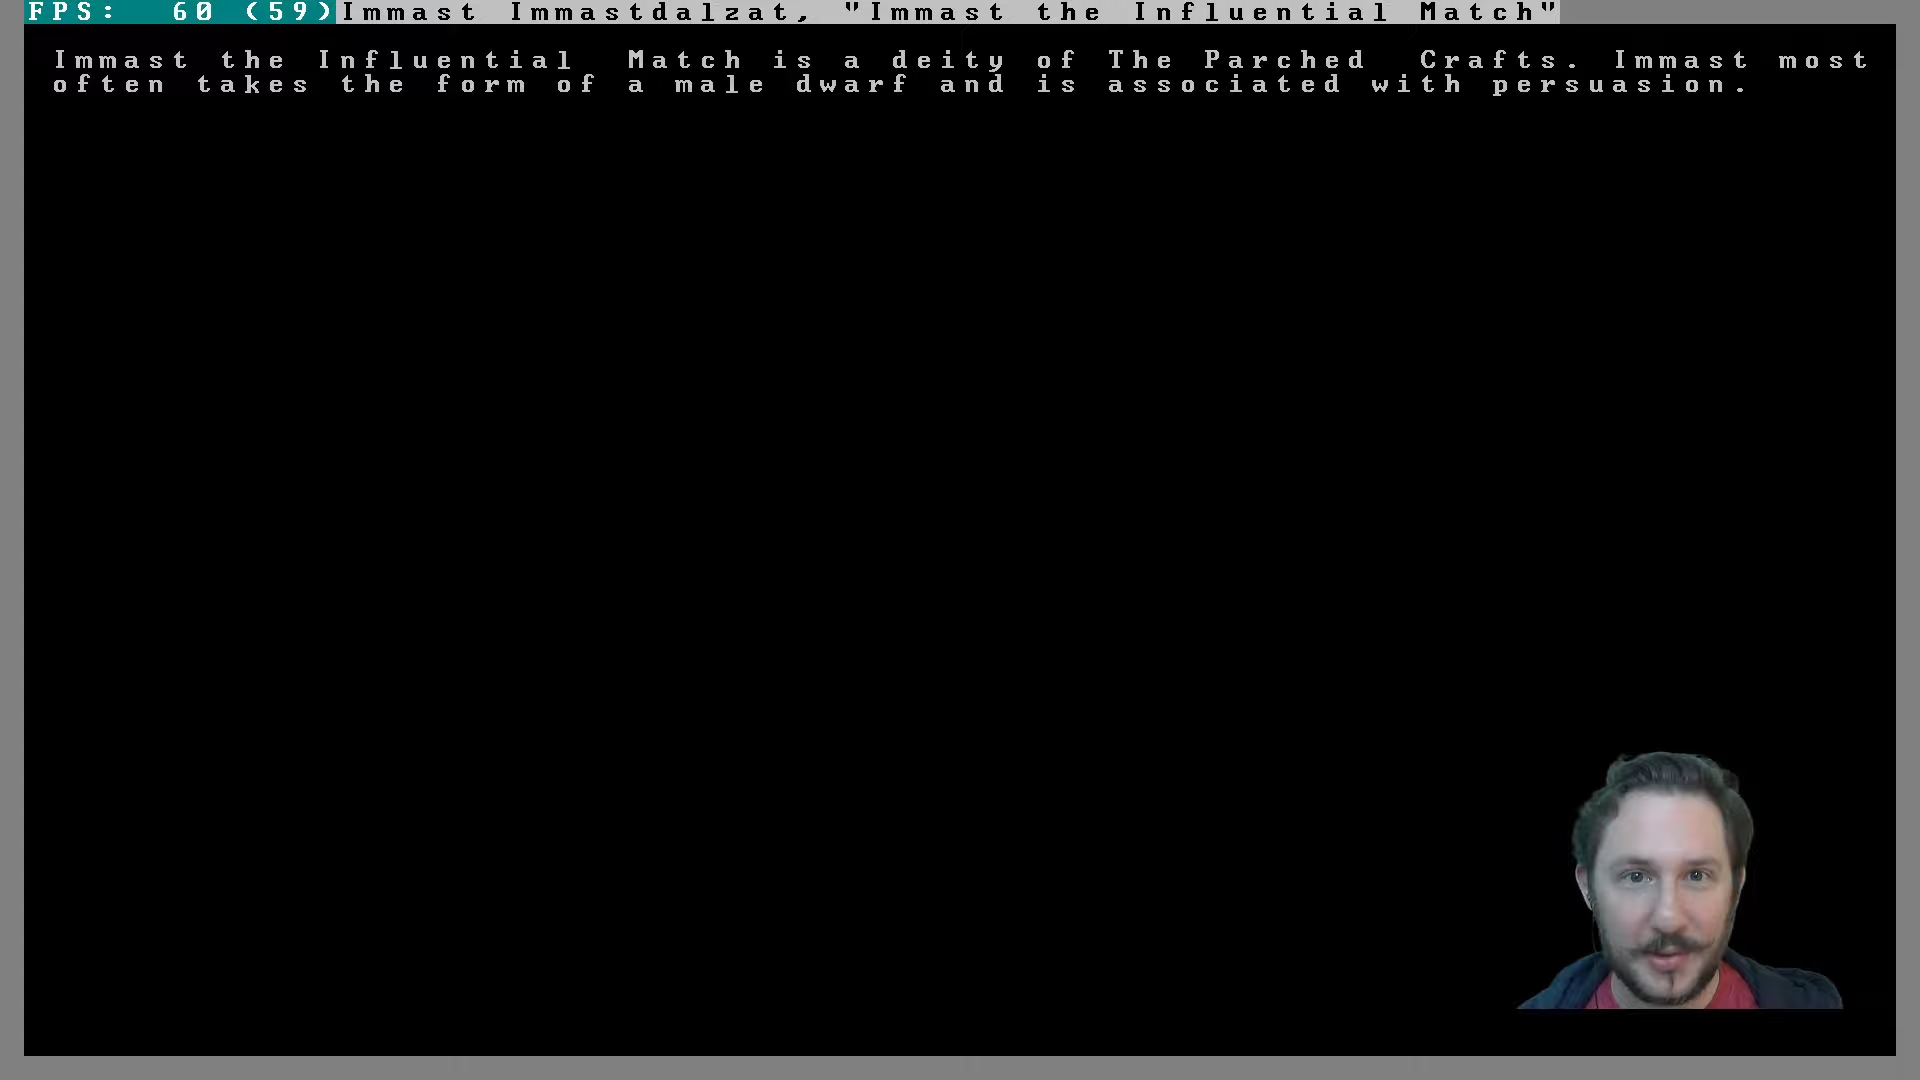 FPS: 60 (59)Immast Immastdalzat, "Immast the Influential Match"
Immast the Influential Match is a deity of The Parched Crafts. Immast most
often takes the form of a male dwarf and is associated with persuasion.